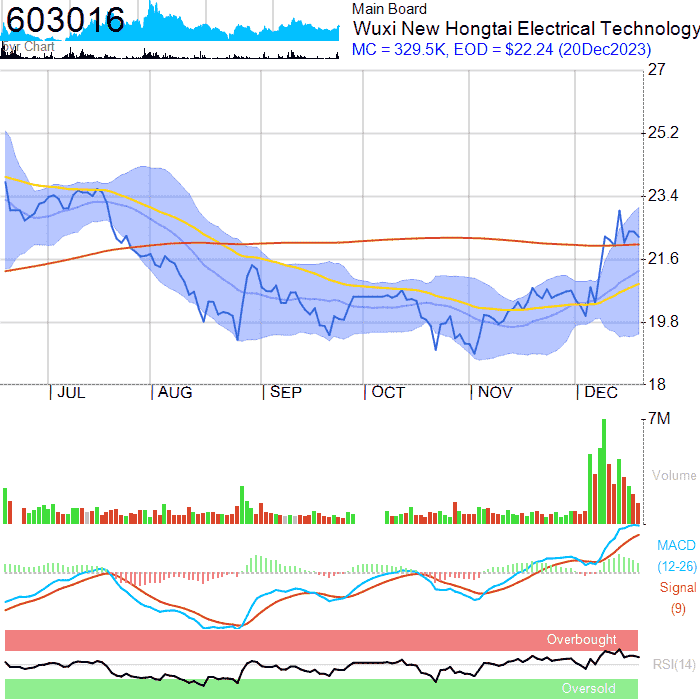 603016
Main Board
Wuxi New Hongtai Electrical Technology
MC = 329.5K, EOD = $22.24 (20Dec2023)
Chart
27
25.2
23.4
21.6
19.8
18
JUL
AUG
SEP
OCT
NOV
DEC
7M
Volume
MACD
(12-26)
Signal
(9)
Overbought
RSI(14)
Oversold